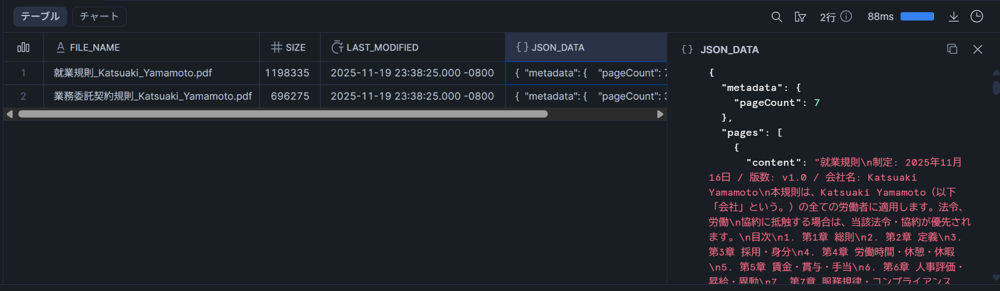 テーブル チャート 2行 88ms
FILE_NAME SIZE LAST_MODIFIED JSON_DATA
1 就業規則_Katsuaki_Yamamoto.pdf 1198335 2025-11-19 23:38:25.000 -0800 { "metadata": { "pageCount": 7
2 業務委託契約規則_Katsuaki_Yamamoto.pdf 696275 2025-11-19 23:38:25.000 -0800 { "metadata": { "pageCount": 3
{} JSON_DATA
{
"metadata": {
"pageCount": 7
},
"pages": [
{
"content": "就業規則\n制定: 2025年11月
16日 / 版数: v1.0 / 会社名: Katsuaki
Yamamoto\n本規則は、Katsuaki Yamamoto（以下
「会社」という。）の全ての労働者に適用します。法令、
労働\n協約に抵触する場合は、当該法令・協約が優先され
ます。\n目次\n1. 第1章 総則\n2. 第2章 定義\n3.
第3章 採用・身分\n4. 第4章 労働時間・休憩・休暇
\n5. 第5章 賃金・賞与・手当\n6. 第6章 人事評価・
昇給・異動\n7. 第7章 服務規律・コンプライアンス